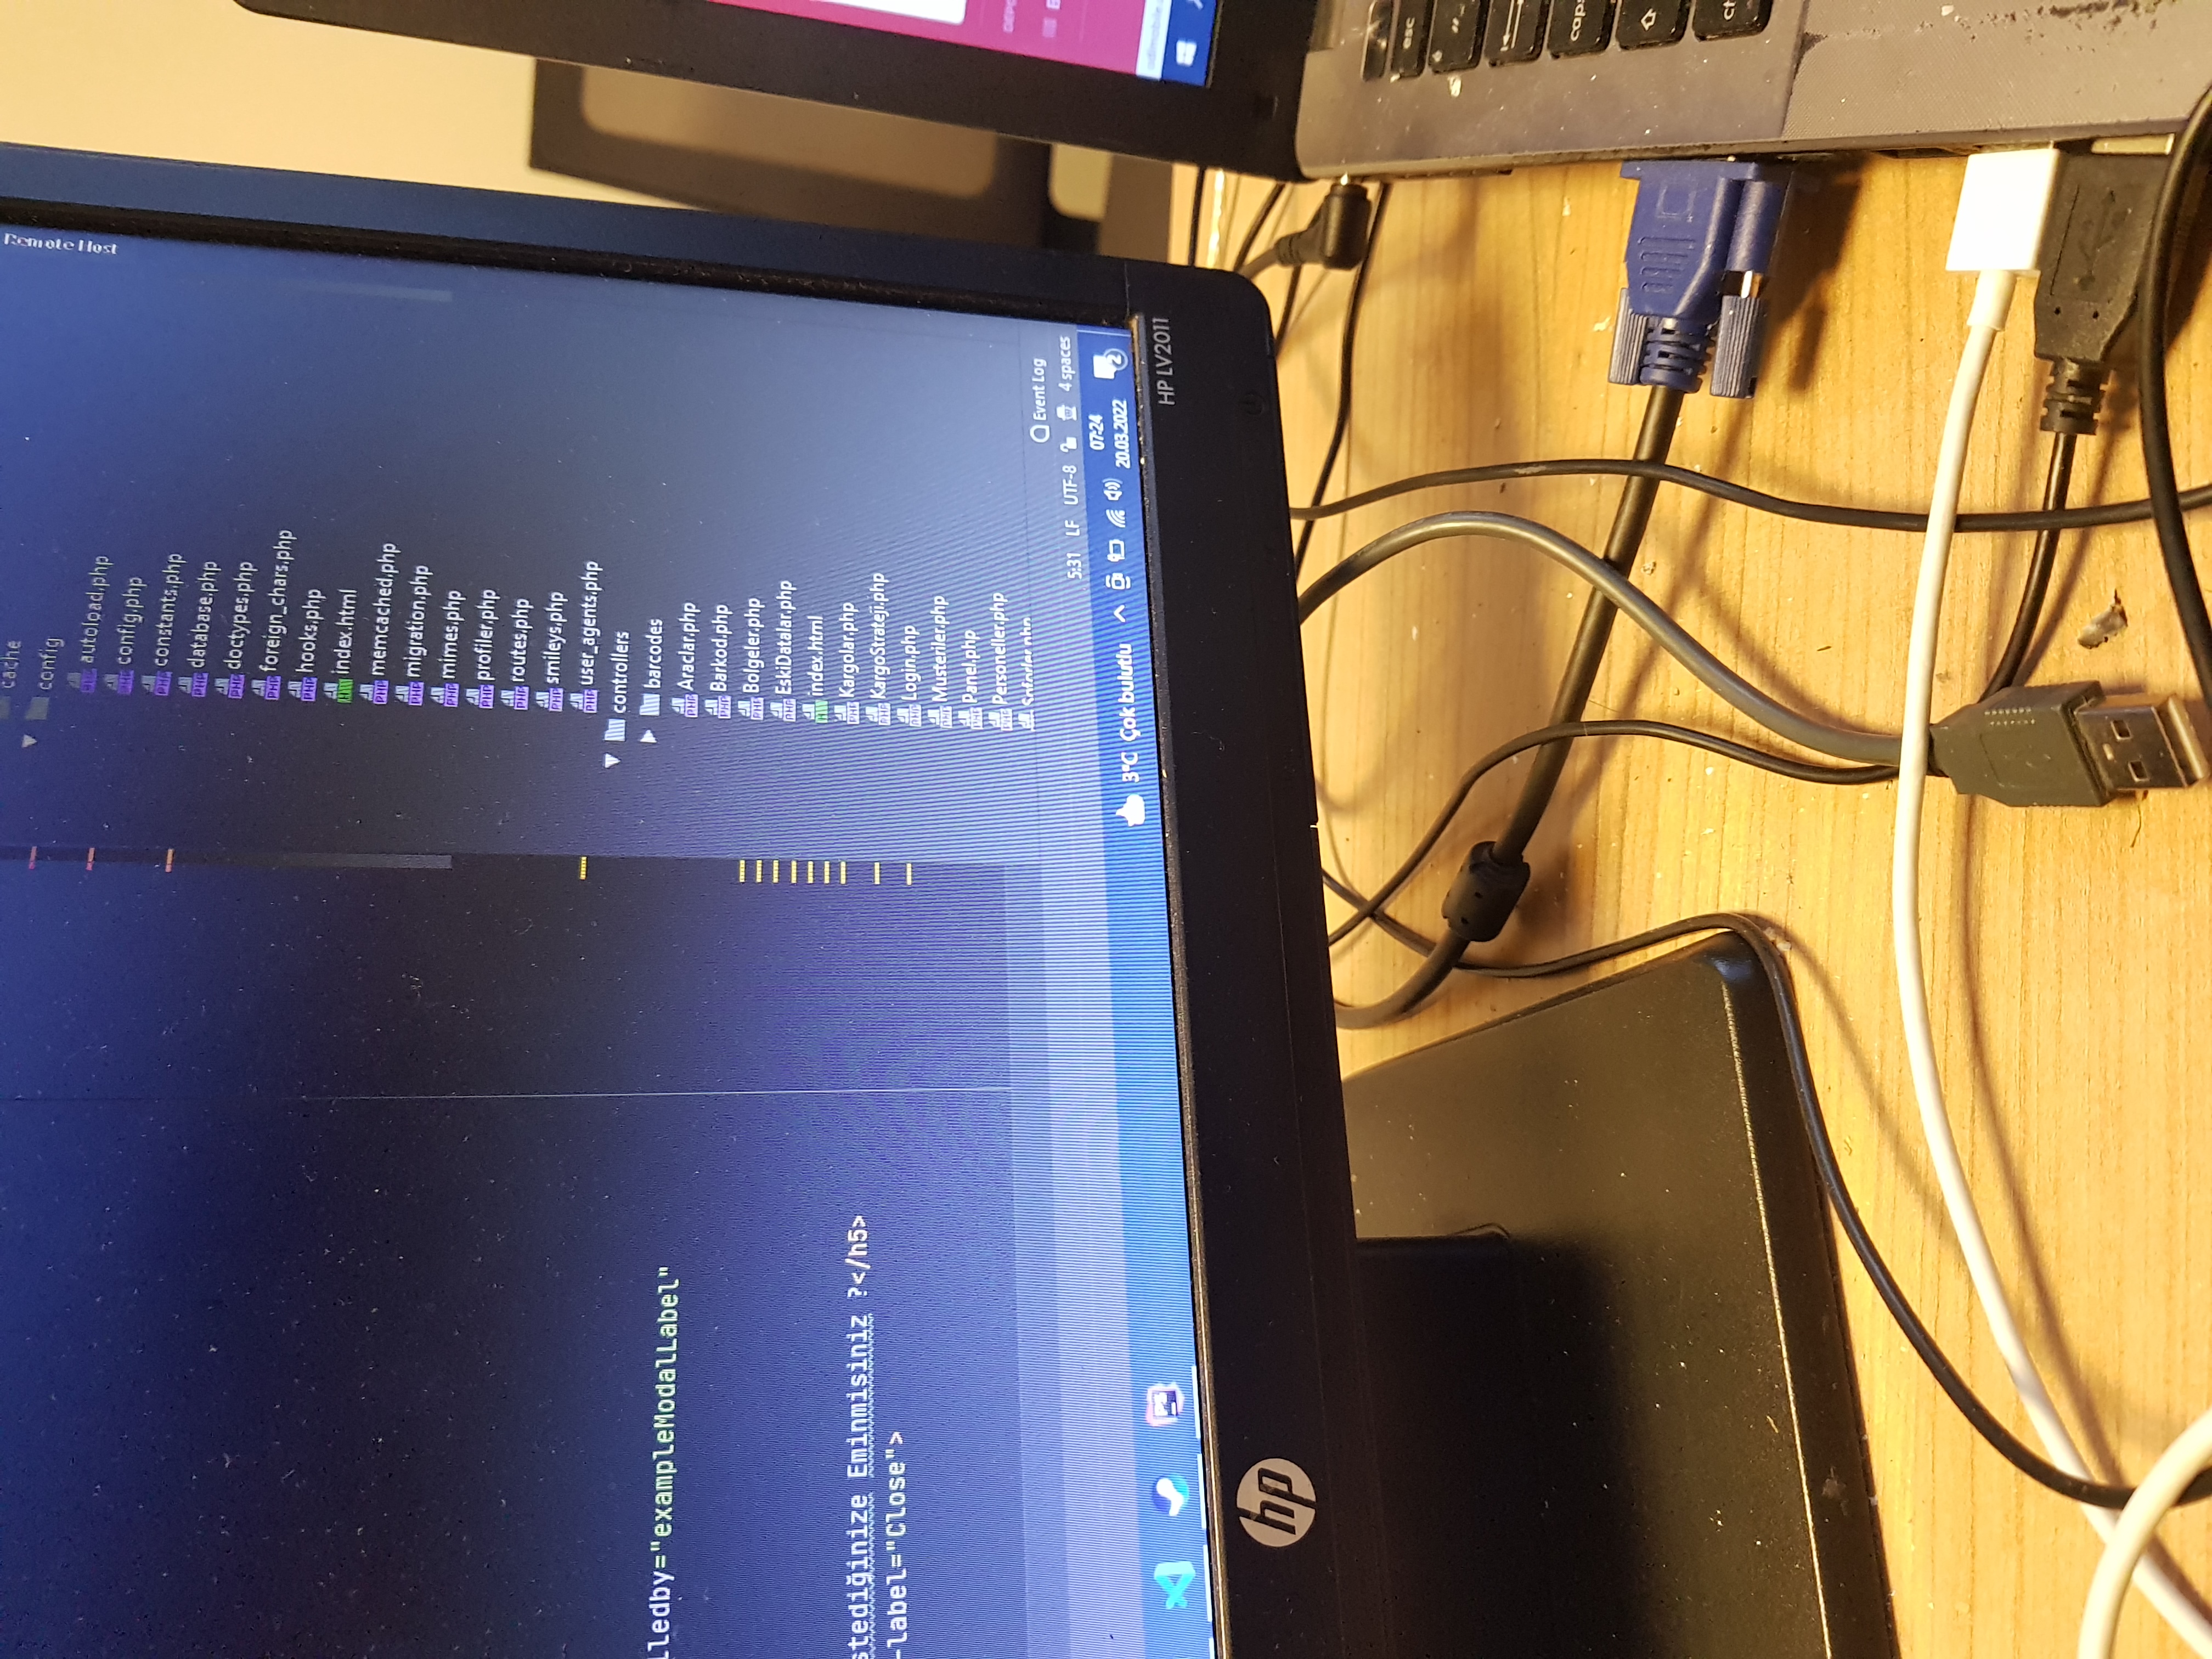 cache
config
autoload.php
config.php
constants.php
database.php
doctypes.php
foreign_chars.php
hooks.php
index.html
memcached.php
migration.php
mimes.php
profiler.php
routes.php
smileys.php
user_agents.php
controllers
barcodes
Araclar.php
Barkod.php
Bolgeler.php
EskiDatalar.php
index.html
Kargolar.php
KargoStrateji.php
Login.php
Musteriler.php
Panel.php
Personeller.php
Soforler.php
Remote Host
lledby="exampleModalLabel"
stediğinize Eminmisiniz ?</h5>
-label="Close">
Event Log
5:31 LF UTF-8 4 spaces
3°C Çok bulutlu
07:24
20.03.2022
2
HP LV2011
hp
esc
caps